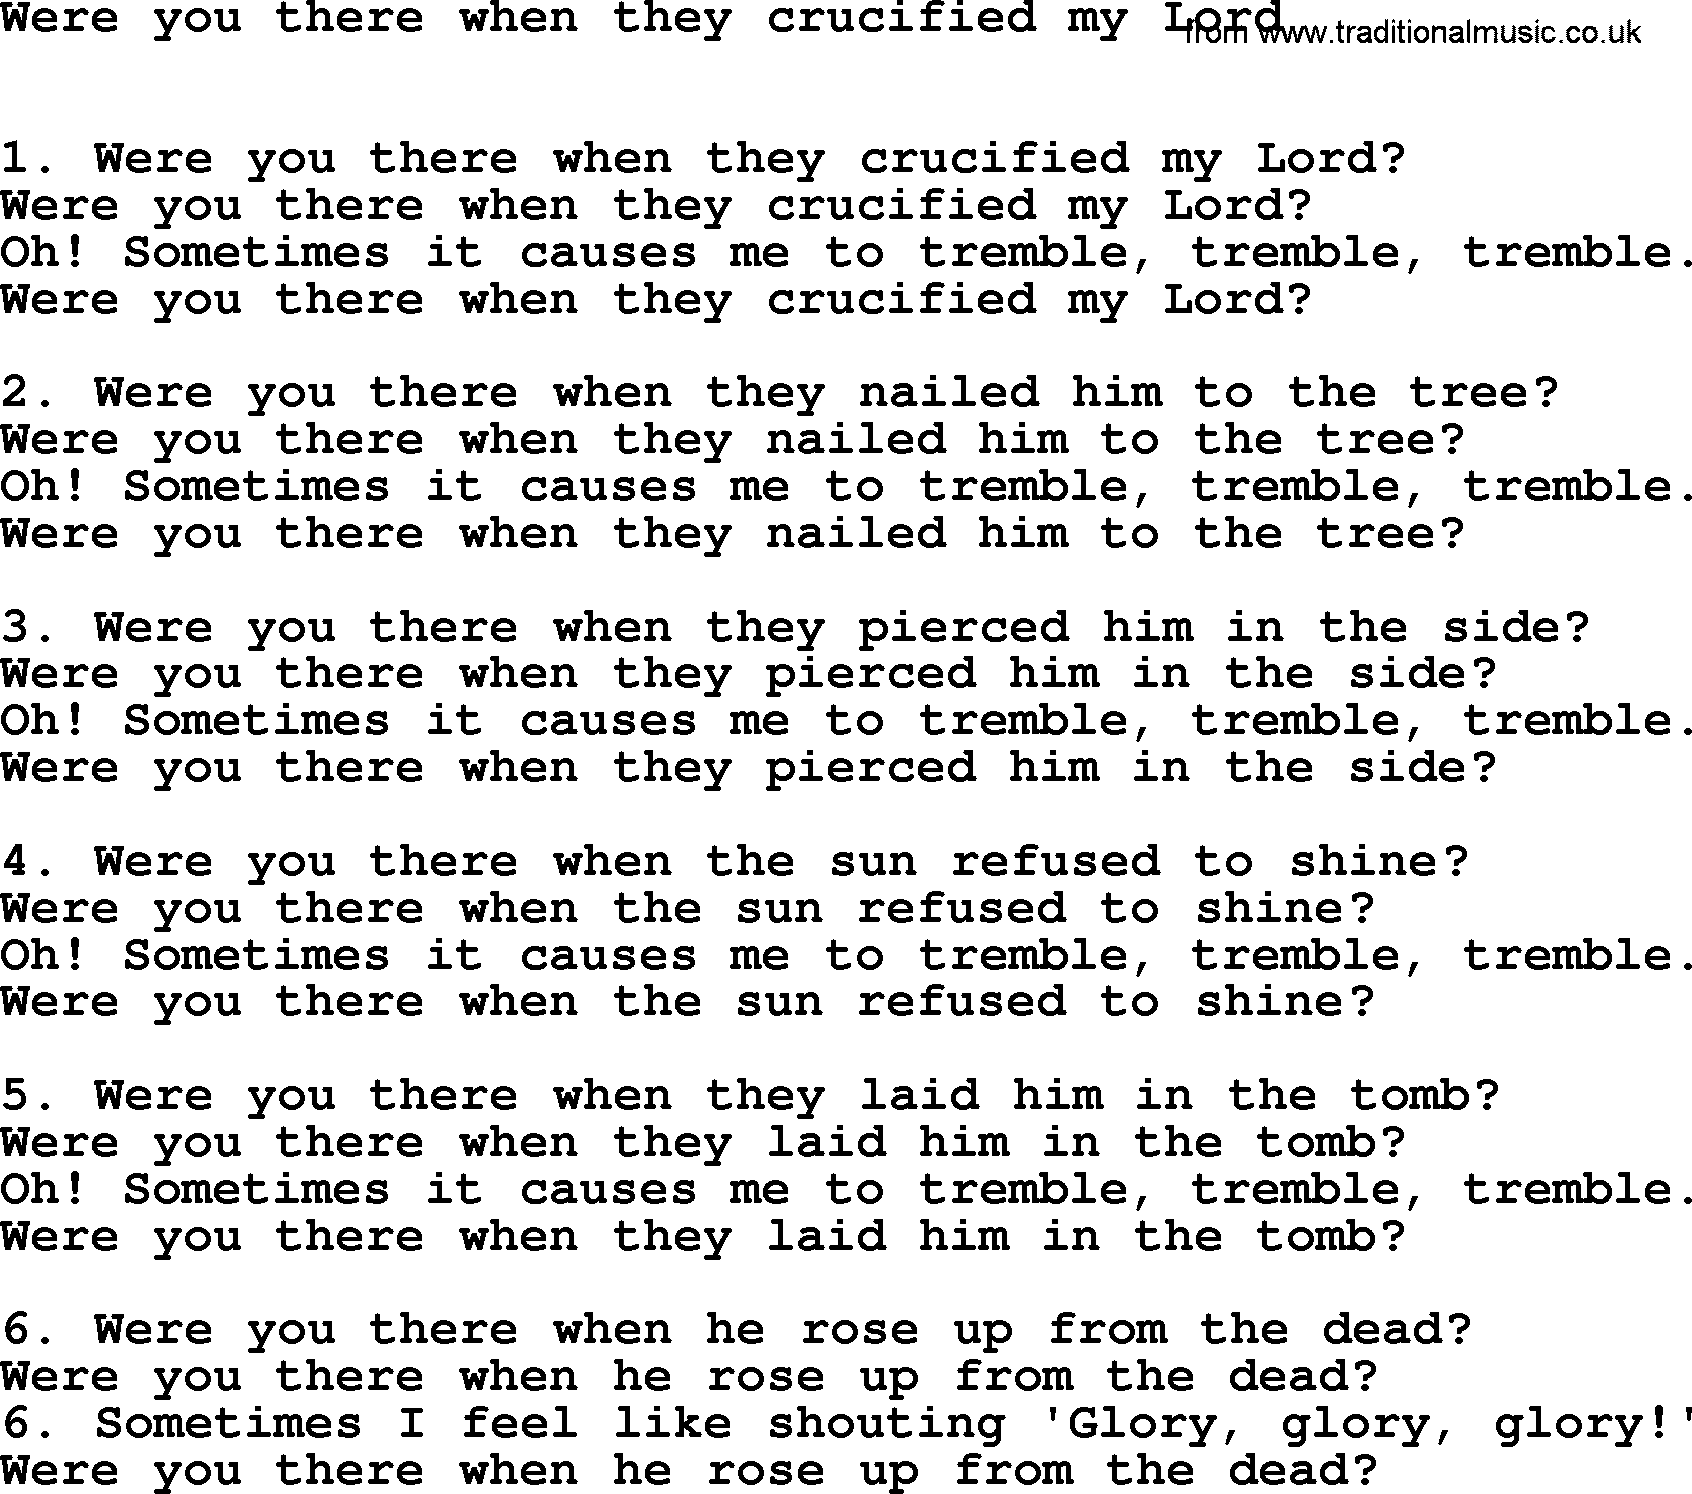 Were you there when they crucified my Lord
from www.traditionalmusic.co.uk
1. Were you there when they crucified my Lord?
Were you there when they crucified my Lord?
Oh! Sometimes it causes me to tremble, tremble, tremble.
Were you there when they crucified my Lord?
2. Were you there when they nailed him to the tree?
Were you there when they nailed him to the tree?
Oh! Sometimes it causes me to tremble, tremble, tremble.
Were you there when they nailed him to the tree?
3. Were you there when they pierced him in the side?
Were you there when they pierced him in the side?
Oh! Sometimes it causes me to tremble, tremble, tremble.
Were you there when they pierced him in the side?
4. Were you there when the sun refused to shine?
Were you there when the sun refused to shine?
Oh! Sometimes it causes me to tremble, tremble, tremble.
Were you there when the sun refused to shine?
5. Were you there when they laid him in the tomb?
Were you there when they laid him in the tomb?
Oh! Sometimes it causes me to tremble, tremble, tremble.
Were you there when they laid him in the tomb?
6. Were you there when he rose up from the dead?
Were you there when he rose up from the dead?
6. Sometimes I feel like shouting 'Glory, glory, glory!'
Were you there when he rose up from the dead?